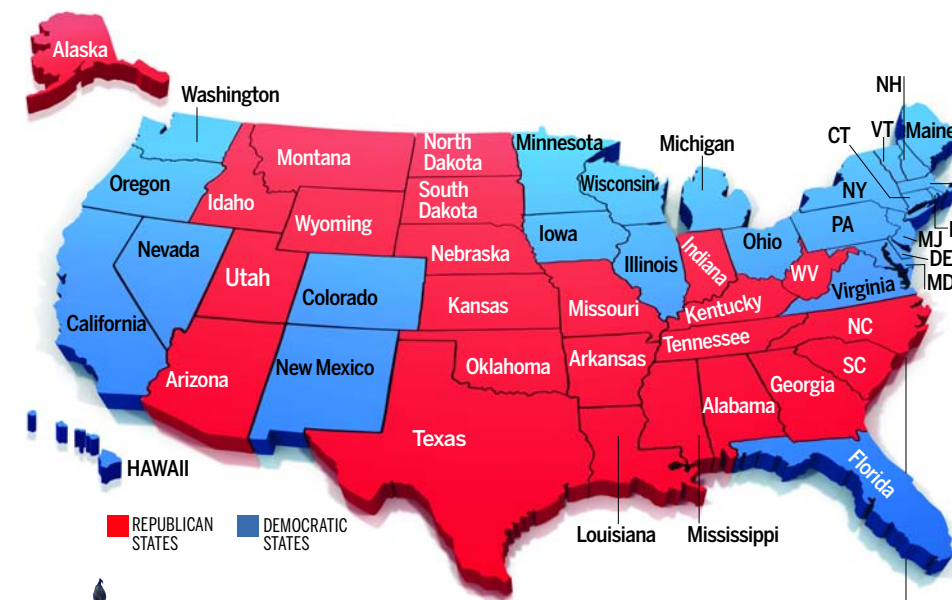 Alaska
Washington
NH
Michigan
CT
VT
Maine
Montana
North
Dakota
Minnesota
Oregon
Idaho
South
Dakota
Wisconsin
NY
Wyoming
Nevada
Nebraska
Iowa
Illinois
Indiana
Ohio
PA
MJ
DE
MD
Utah
Colorado
Kansas
Missouri
Kentucky
WV
Virginia
California
Tennessee
NC
Arizona
New Mexico
Oklahoma
Arkansas
SC
Georgia
Alabama
Texas
Florida
HAWAII
REPUBLICAN
STATES
DEMOCRATIC
STATES
Louisiana
Mississippi